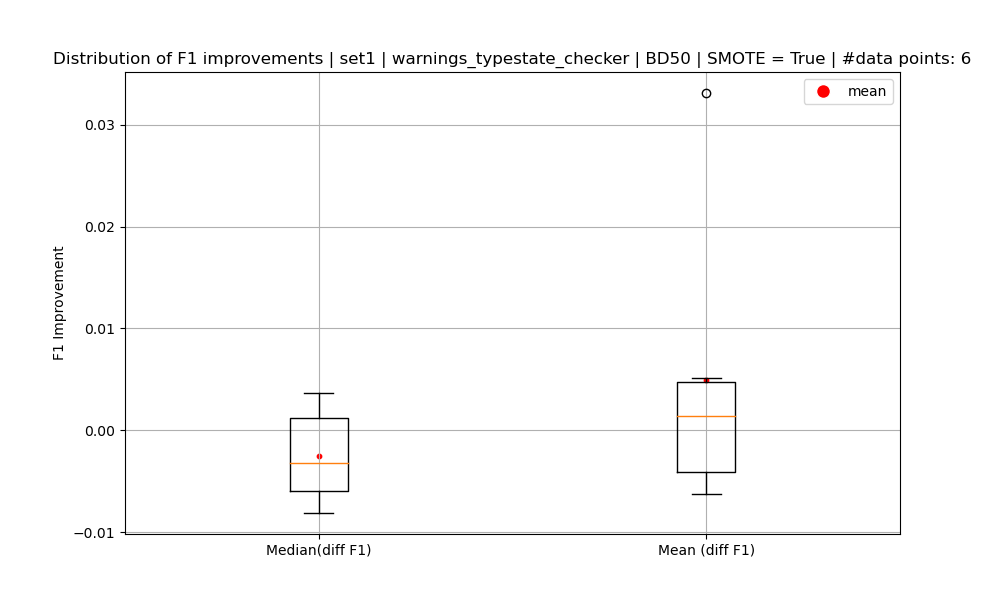 Distribution of F1 improvements | set1 | warnings_typestate_checker | BD50 | SMOTE = True | #data points: 6
mean
0.03
0.02
0.01
0.00
−0.01
F1 Improvement
Median(diff F1)
Mean (diff F1)